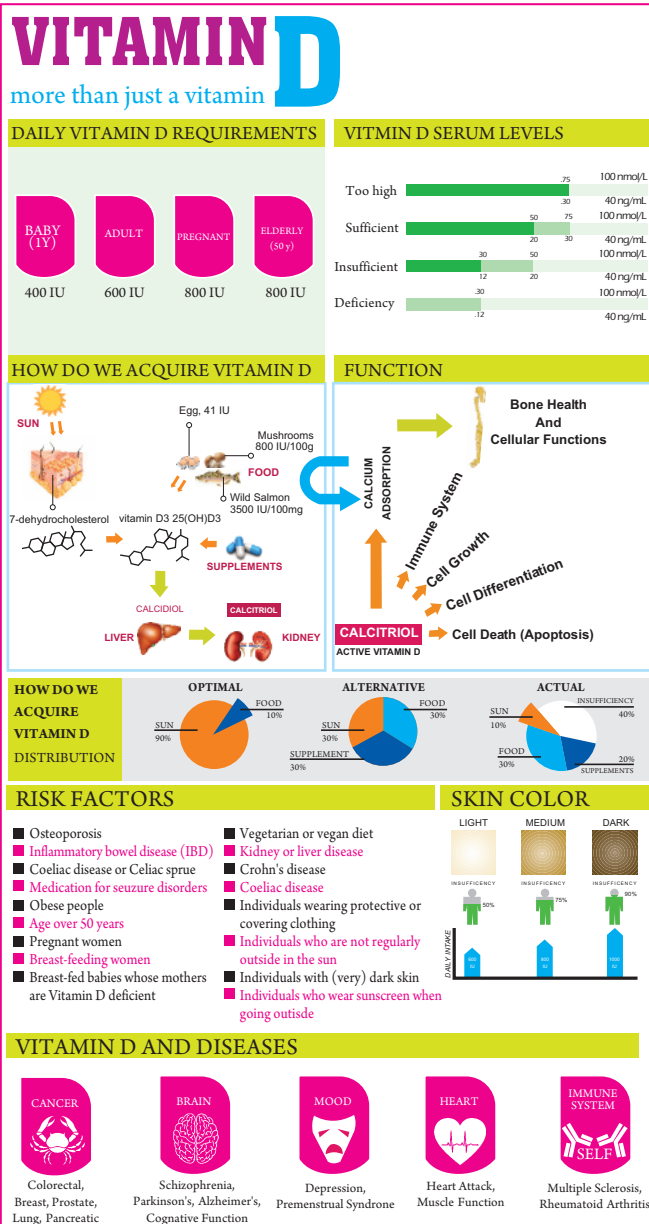 VITAMIN D
more than just a vitamin
DAILY VITAMIN D REQUIREMENTS
BABY
(1Y)
400 IU
ADULT
600 IU
PREGNANT
800 IU
ELERLY
(50 y)
800 IU
VITMIN D SERUM LEVELS
Too high
.75
100 nmol/L
.30
40 ng/mL
Sufficient
50
75
100 nmol/L
20
30
40 ng/mL
Insufficient
30
50
100 nmol/L
12
20
40 ng/mL
Deficiency
.30
100 nmol/L
.12
40 ng/mL
HOW DO WE ACQUIRE VITAMIN D
SUN
Egg, 41 IU
Mushrooms
800 IU/100g
FOOD
Wild Salmon
3500 IU/100mg
7-dehydrocholesterol
vitamin D3 25(OH)D3
SUPPLEMENTS
CALCIDIOL
CALCITRIOL
LIVER
KIDNEY
FUNCTION
Bone Health
And
Cellular Functions
CALCIUM
ADSORPTION
Immune System
Cell Growth
Cell Differentiation
Cell Death (Apoptosis)
CALCITRIOL
ACTIVE VITAMIN D
HOW DO WE
ACQUIRE
VITAMIN D
DISTRIBUTION
OPTIMAL
FOOD
10%
SUN
90%
ALTERNATIVE
FOOD
30%
SUN
30%
SUPPLEMENT
30%
ACTUAL
INSUFFICIENCY
40%
SUN
10%
FOOD
30%
20%
SUPPLEMENTS
RISK FACTORS
Osteoporosis
Inflammatory bowel disease (IBD)
Coeliac disease or Celiac sprue
Medication for seuzure disorders
Obese people
Age over 50 years
Pregnant women
Breast-feeding women
Breast-fed babies whose mothers
are Vitamin D deficient
Vegetarian or vegan diet
Kidney or liver disease
Crohn's disease
Coeliac disease
Individuals wearing protective or
covering clothing
Individuals who are not regularly
outside in the sun
Individuals with (very) dark skin
Individuals who wear sunscreen when
going outisde
SKIN COLOR
LIGHT
MEDIUM
DARK
INSUFFICENCY
INSUFFICENCY
INSUFFICENCY
50%
75%
90%
DAILY INTAKE
600
IU
800
IU
1000
IU
VITAMIN D AND DISEASES
CANCER
Colorectal,
Breast, Prostate,
Lung, Pancreatic
BRAIN
Schizophrenia,
Parkinson's, Alzheimer's,
Cognitive Function
MOOD
Depression,
Premenstrual Syndrone
HEART
Heart Attack,
Muscle Function
IMMUNE
SYSTEM
SELF
Multiple Sclerosis,
Rheumatoid Arthritis